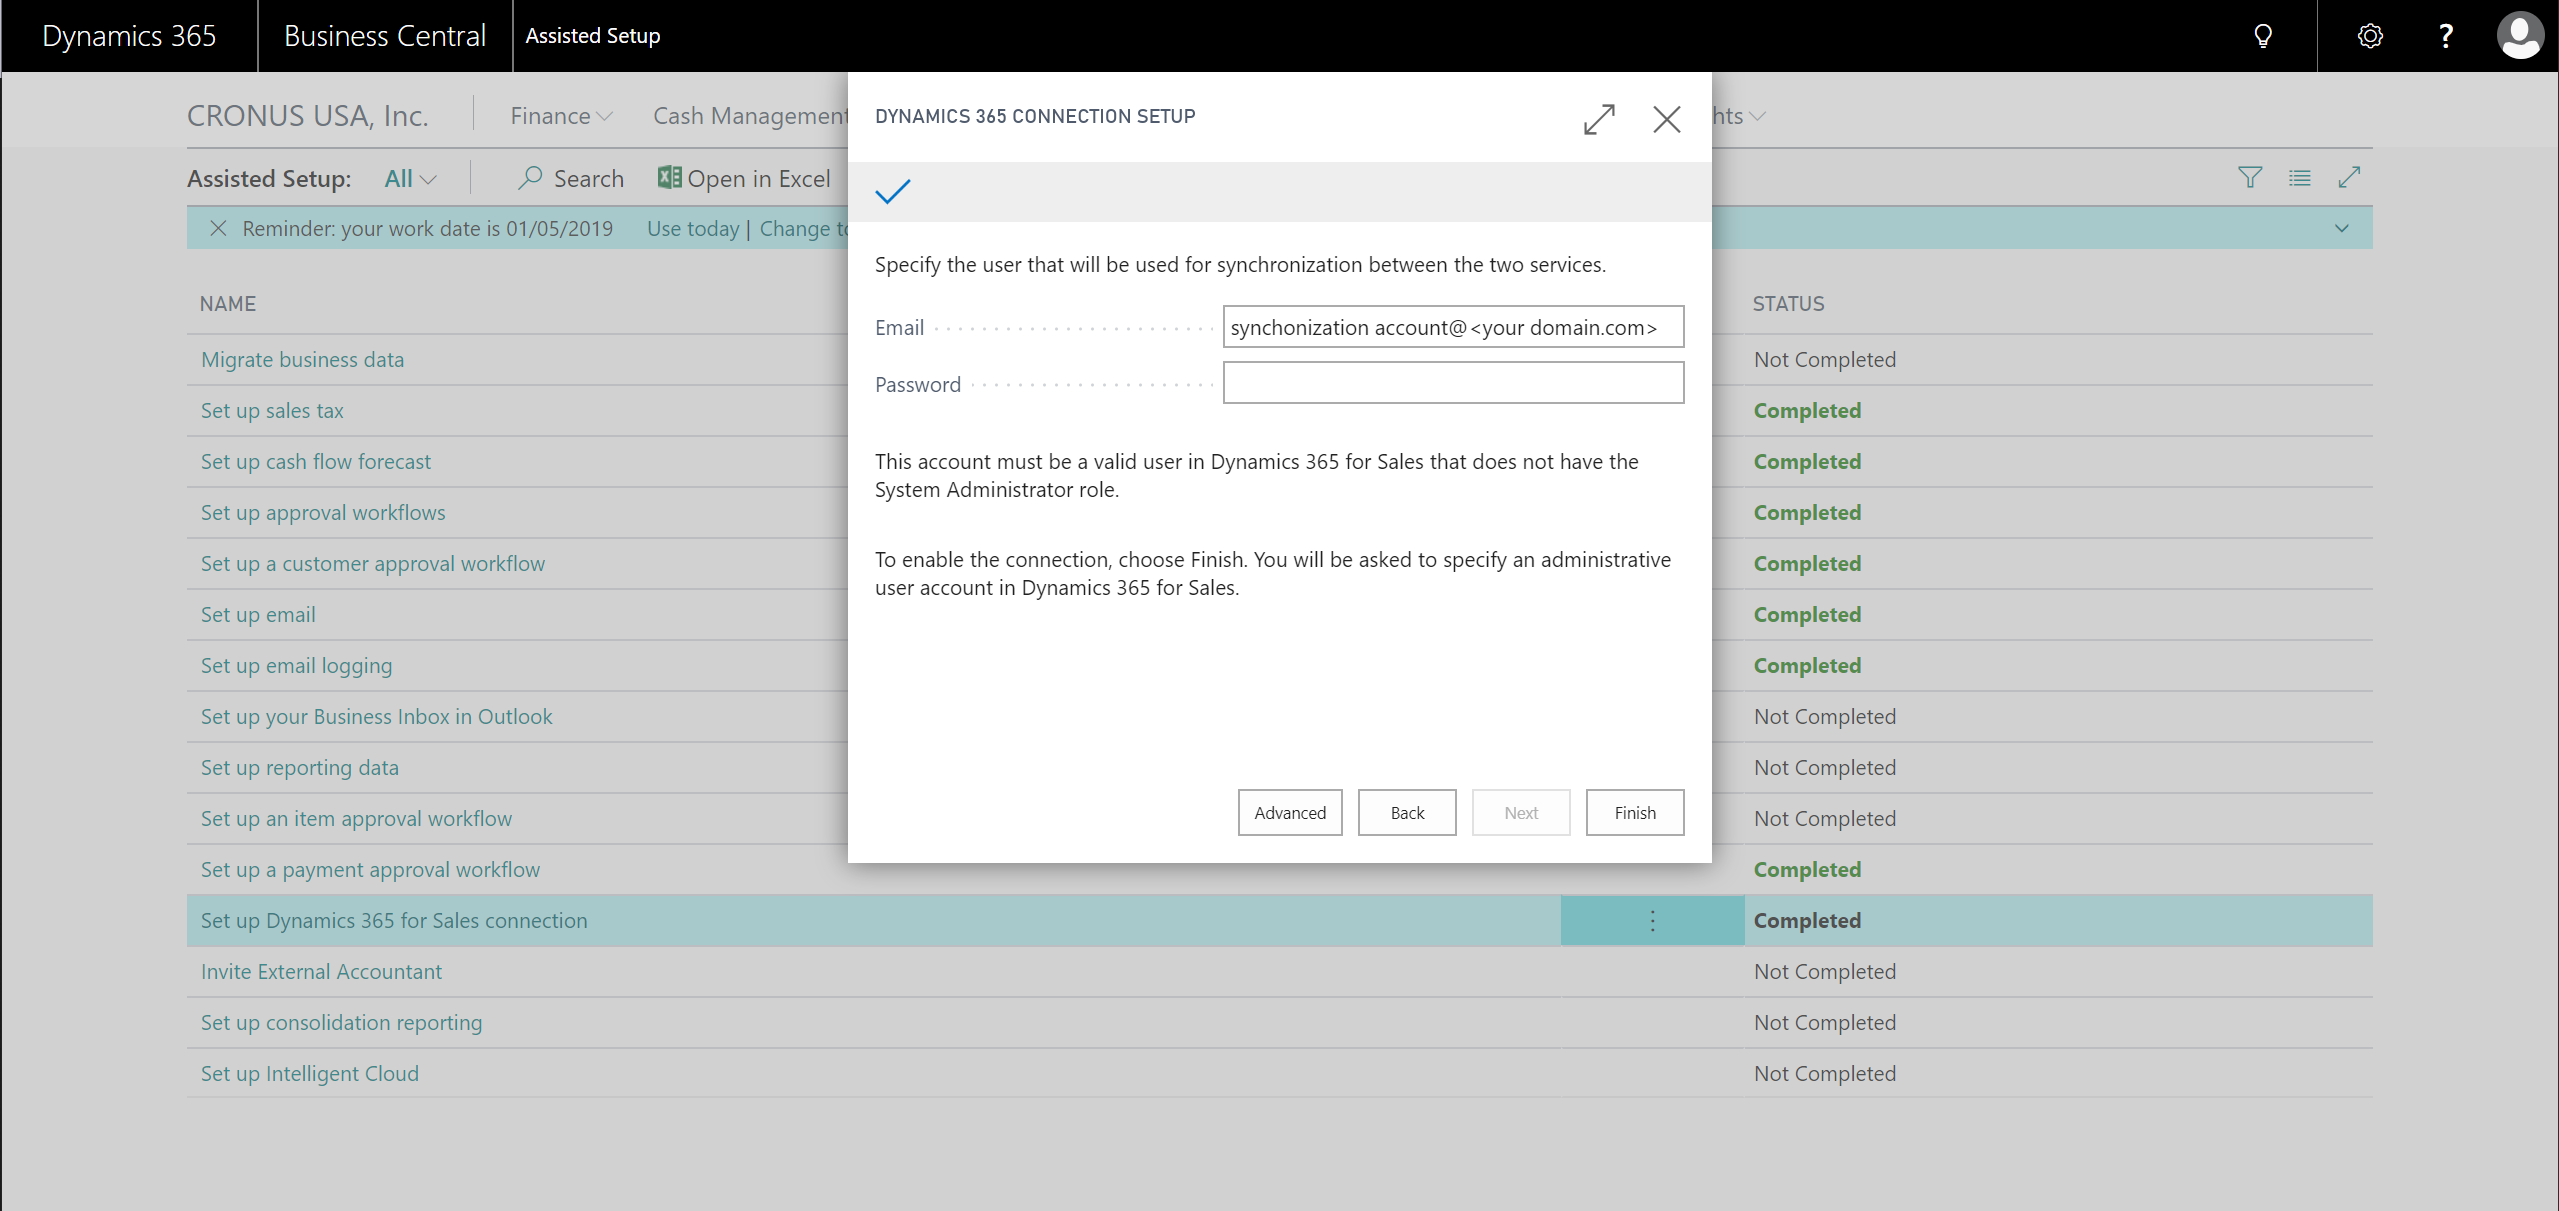 Dynamics 365 Business Central Assisted Setup ?
CRONUS USA, Inc. Finance Cash Management hts
DYNAMICS 365 CONNECTION SETUP
Assisted Setup: All Search Open in Excel
Reminder: your work date is 01/05/2019 Use today | Change to
Specify the user that will be used for synchronization between the two services.
Email synchonization account@<your domain.com>
Password
This account must be a valid user in Dynamics 365 for Sales that does not have the
System Administrator role.
To enable the connection, choose Finish. You will be asked to specify an administrative
user account in Dynamics 365 for Sales.
Advanced Back Next Finish
NAME STATUS
Migrate business data Not Completed
Set up sales tax Completed
Set up cash flow forecast Completed
Set up approval workflows Completed
Set up a customer approval workflow Completed
Set up email Completed
Set up email logging Completed
Set up your Business Inbox in Outlook Not Completed
Set up reporting data Not Completed
Set up an item approval workflow Not Completed
Set up a payment approval workflow Completed
Set up Dynamics 365 for Sales connection Completed
Invite External Accountant Not Completed
Set up consolidation reporting Not Completed
Set up Intelligent Cloud Not Completed